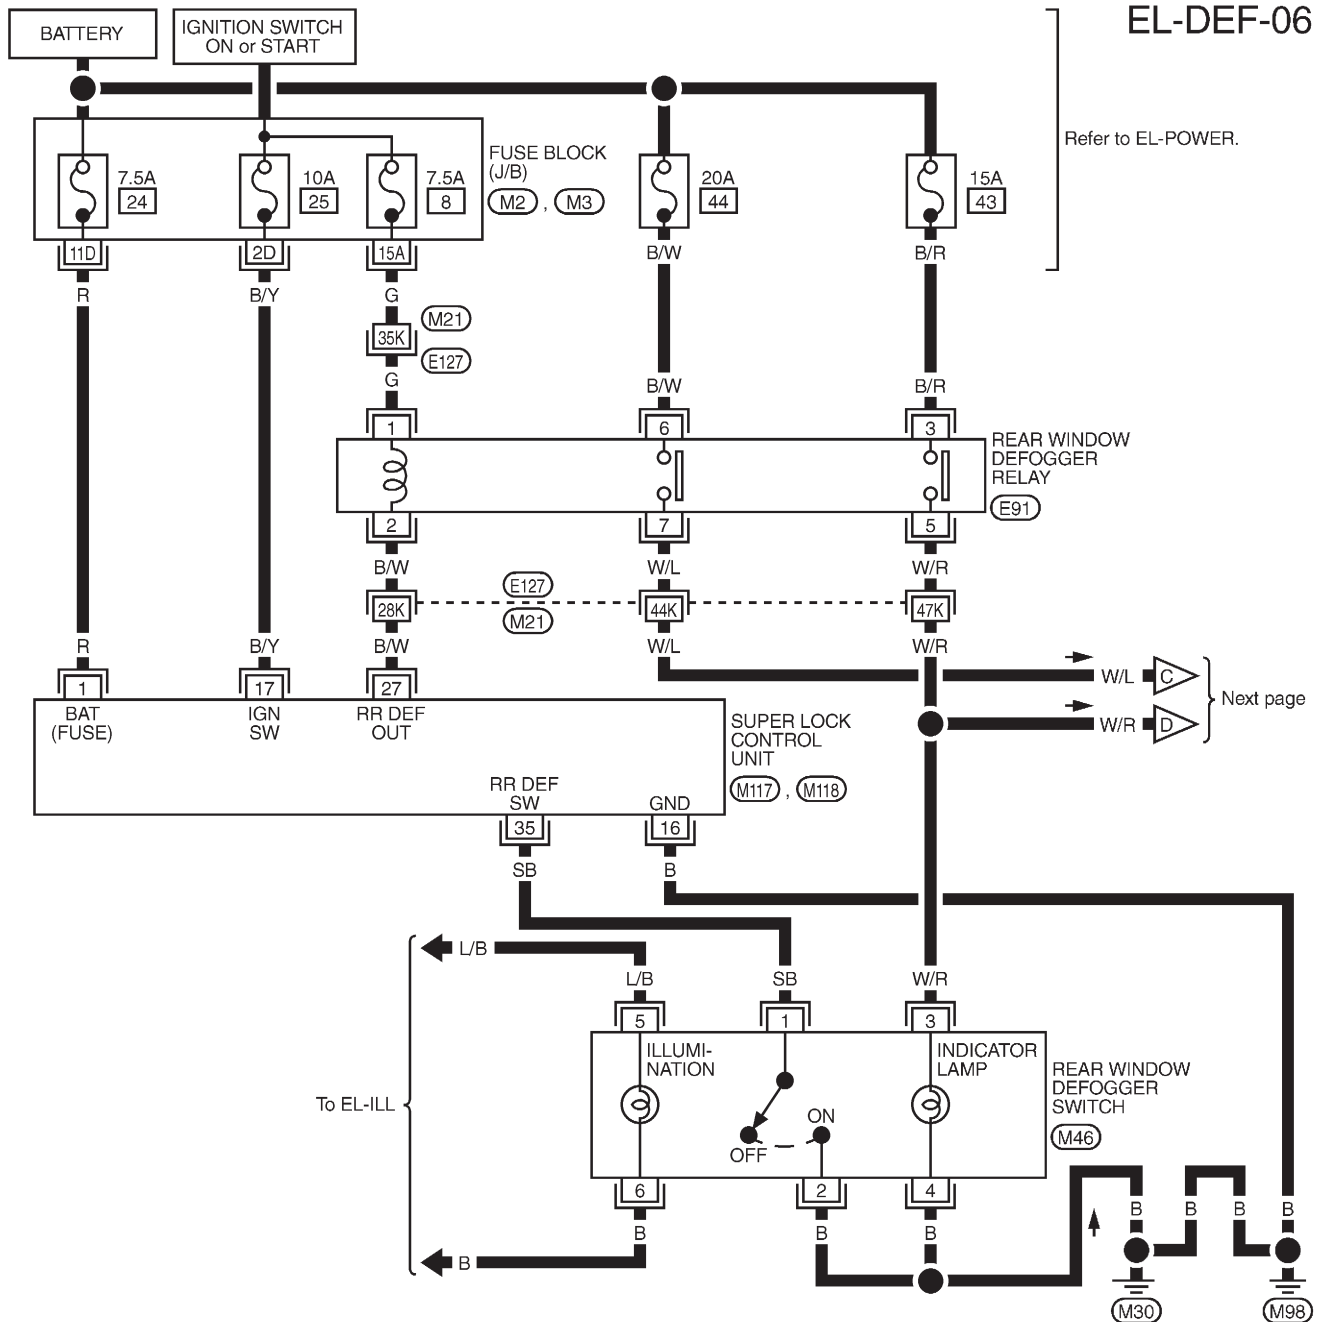 EL-DEF-06
BATTERY
IGNITION SWITCH
ON or START
Refer to EL-POWER.
7.5A
24
10A
25
7.5A
8
FUSE BLOCK
(J/B)
M2 , M3
20A
44
15A
43
11D
2D
15A
B/W
B/R
R
B/Y
G
M21
35K
E127
G
B/W
B/R
1
6
3
REAR WINDOW
DEFOGGER
RELAY
E91
2
7
5
B/W
W/L
W/R
E127
28K
44K
47K
M21
R
B/Y
B/W
W/L
W/R
1
17
27
W/L
C
Next page
W/R
D
BAT
(FUSE)
IGN
SW
RR DEF
OUT
SUPER LOCK
CONTROL
UNIT
M117 , M118
RR DEF
SW
GND
35
16
SB
B
L/B
L/B
SB
W/R
5
1
3
ILLUMI-
NATION
INDICATOR
LAMP
REAR WINDOW
DEFOGGER
SWITCH
M46
To EL-ILL
ON
OFF
6
2
4
B
B
B
B
B
B
B
B
M30
M98